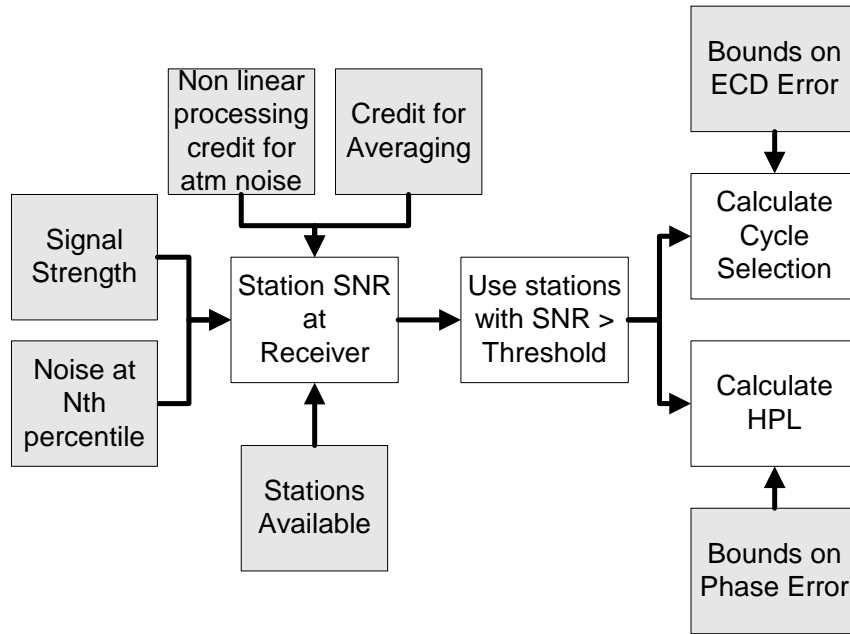 Non linear
processing
credit for
atm noise
Credit for
Averaging
Bounds on
ECD Error
Signal
Strength
Station SNR
at
Receiver
Use stations
with SNR >
Threshold
Calculate
Cycle
Selection
Noise at
Nth
percentile
Calculate
HPL
Stations
Available
Bounds on
Phase Error